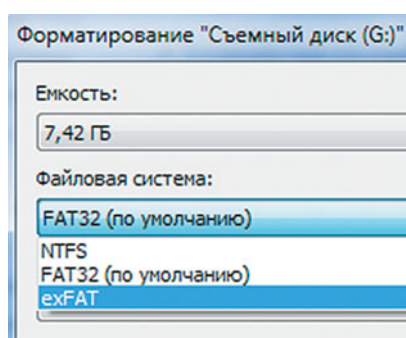 Форматирование "Съемный диск (G:)"
Емкость:
7,42 ГБ
Файловая система:
FAT32 (по умолчанию)
NTFS
FAT32 (по умолчанию)
exFAT